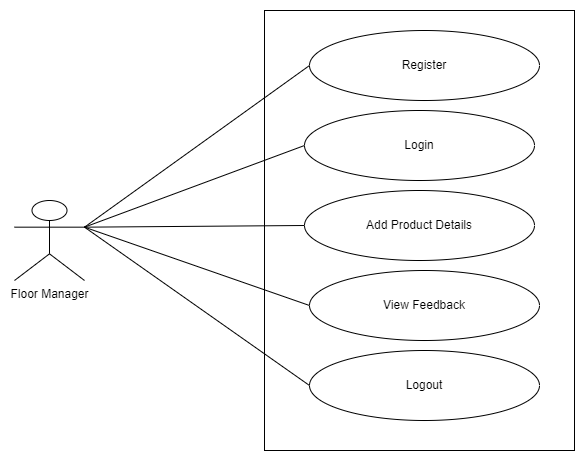 Register
Login
Add Product Details
View Feedback
Logout
Floor Manager